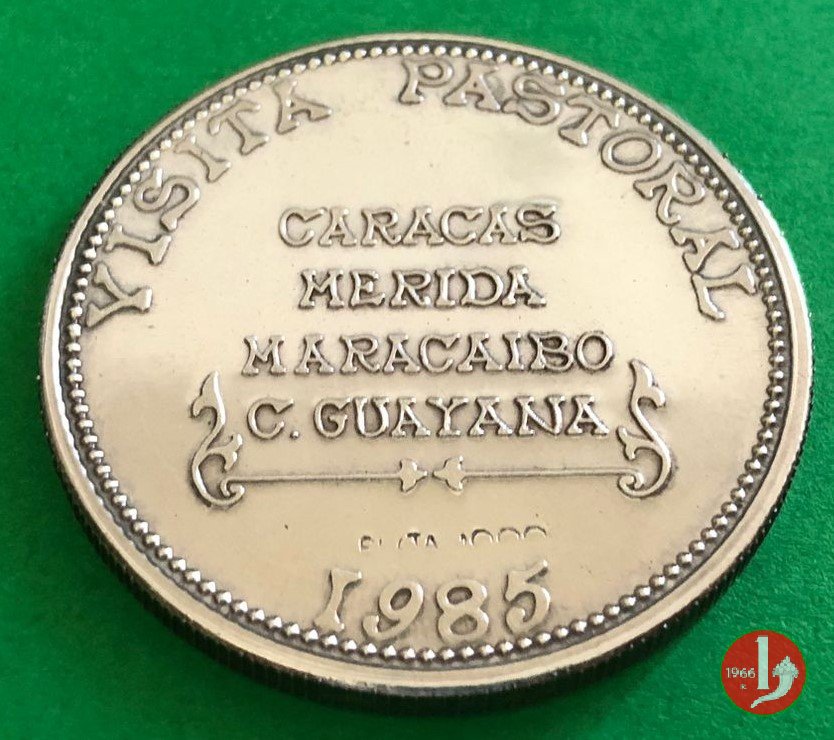 VISITA PASTORAL
CARACAS
MERIDA
MARACAIBO
C. GUAYANA
1985
1966